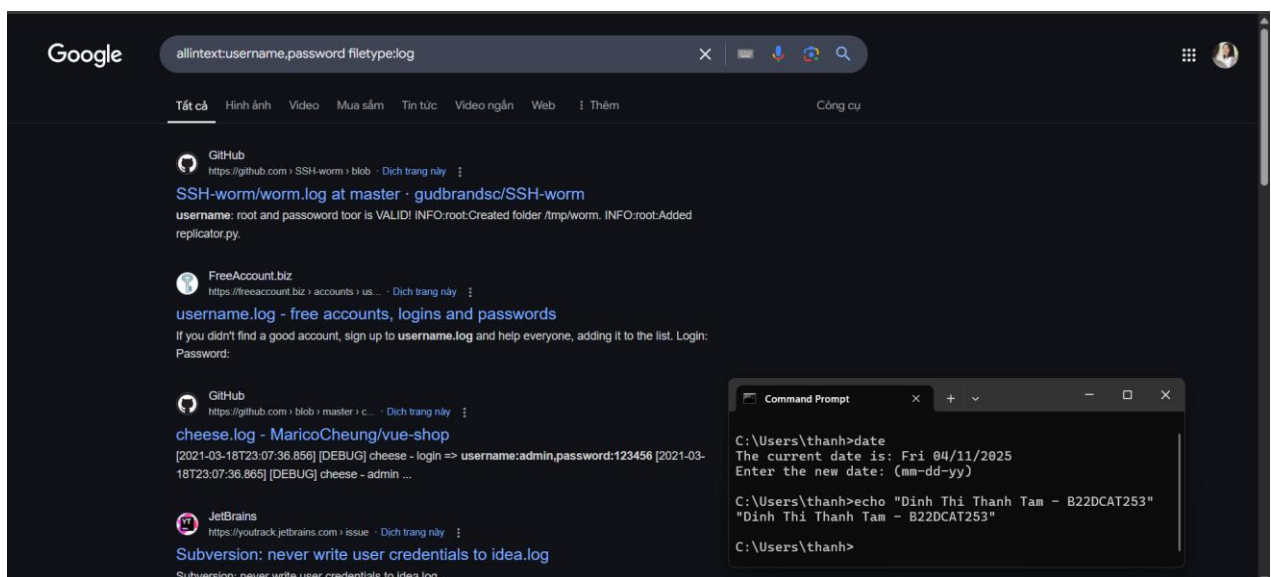 Google
allintext:username,password filetype:log
Tất cả Hình ảnh Video Mua sắm Tin tức Video ngắn Web Thêm Công cụ
GitHub
https://github.com › SSH-worm › blob · Dịch trang này
SSH-worm/worm.log at master · gudbrandsc/SSH-worm
username: root and passoword toor is VALID! INFO:root:Created folder /tmp/worm. INFO:root:Added
replicator.py.
FreeAccount.biz
https://freeaccount.biz › accounts › us... · Dịch trang này
username.log - free accounts, logins and passwords
If you didn't find a good account, sign up to username.log and help everyone, adding it to the list. Login:
Password:
GitHub
https://github.com › blob › master › c... · Dịch trang này
cheese.log - MaricoCheung/vue-shop
[2021-03-18T23:07:36.856] [DEBUG] cheese - login => username:admin,password:123456 [2021-03-
18T23:07:36.865] [DEBUG] cheese - admin ...
JetBrains
https://youtrack.jetbrains.com › issue · Dịch trang này
Subversion: never write user credentials to idea.log
Subversion: never write user credentials to idea.log
Command Prompt
C:\Users\thanh>date
The current date is: Fri 04/11/2025
Enter the new date: (mm-dd-yy)
C:\Users\thanh>echo "Dinh Thi Thanh Tam - B22DCAT253"
"Dinh Thi Thanh Tam - B22DCAT253"
C:\Users\thanh>